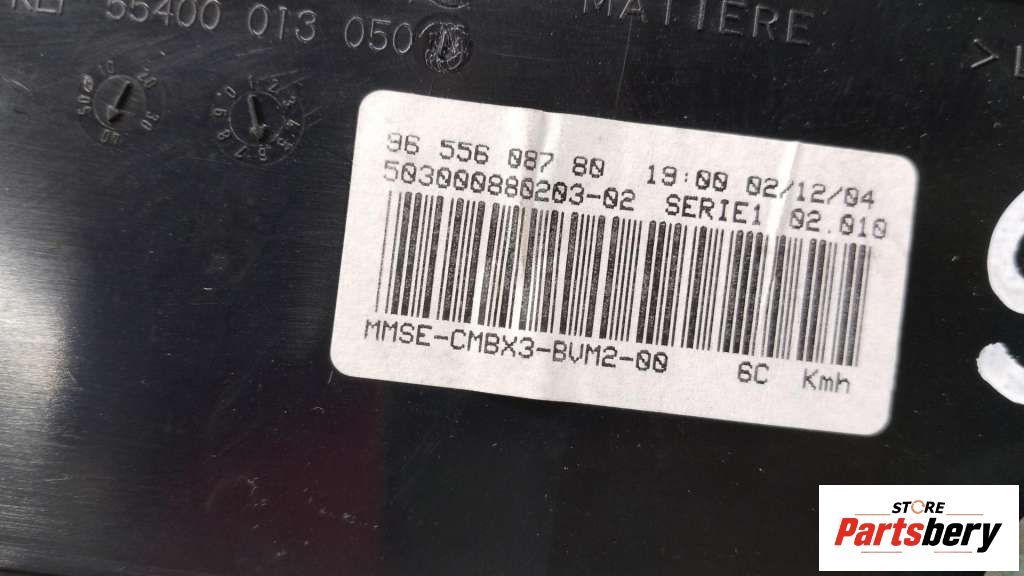 REF 55400 013 050
MATIERE
96 556 087 80 19:00 02/12/04
503000880203-02 SERIE1 02.010
MMSE-CMBX3-BVM2-00 6C Kmh
STORE
Partsbery